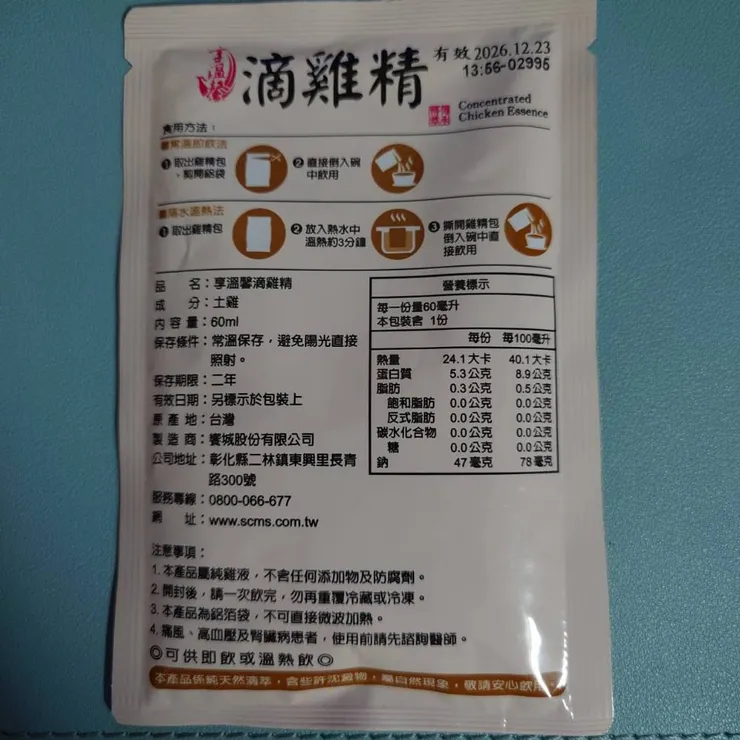 享溫馨
滴雞精
有效 2026.12.23
13:56-02995
Concentrated
Chicken Essence
食用方法：
常溫即飲法
❶ 取出雞精包
、剪開鋁袋
❷ 直接倒入碗
中飲用
隔水溫熱法
❶ 取出雞精包
❷ 放入熱水中
溫熱約3分鐘
❸ 撕開雞精包
倒入碗中直
接飲用
品　　名：享溫馨滴雞精
成　　分：土雞
內 容 量：60ml
保存條件：常溫保存，避免陽光直接
照射。
保存期限：二年
有效日期：另標示於包裝上
原 產 地：台灣
製 造 商：饗城股份有限公司
公司地址：彰化縣二林鎮東興里長青
路300號
服務專線：0800-066-677
網　　址：www.scms.com.tw
營養標示
每一份量60毫升
本包裝含 1份
每份 每100毫升
熱量 24.1大卡 40.1大卡
蛋白質 5.3公克 8.9公克
脂肪 0.3公克 0.5公克
飽和脂肪 0.0公克 0.0公克
反式脂肪 0.0公克 0.0公克
碳水化合物 0.0公克 0.0公克
糖 0.0公克 0.0公克
鈉 47毫克 78毫克
注意事項：
1. 本產品屬純雞液，不含任何添加物及防腐劑。
2. 開封後，請一次飲完，勿再重覆冷藏或冷凍。
3. 本產品為鋁箔袋，不可直接微波加熱。
4. 痛風、高血壓及腎臟病患者，使用前請先諮詢醫師。
◎可供即飲或溫熱飲◎
本產品係純天然滴萃，含些許沈澱物，屬自然現象，敬請安心飲用。